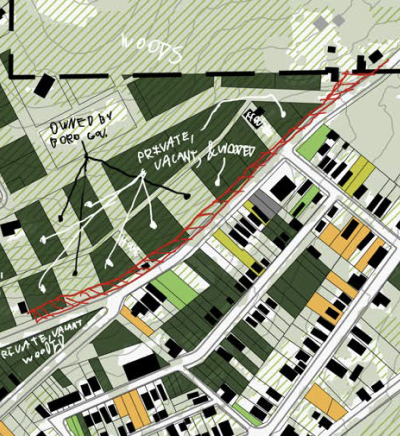 WOODS
OWNED BY
BORO GOV.
PRIVATE,
VACANT, & WOODED
PRIVATE, VACANT
WOODED